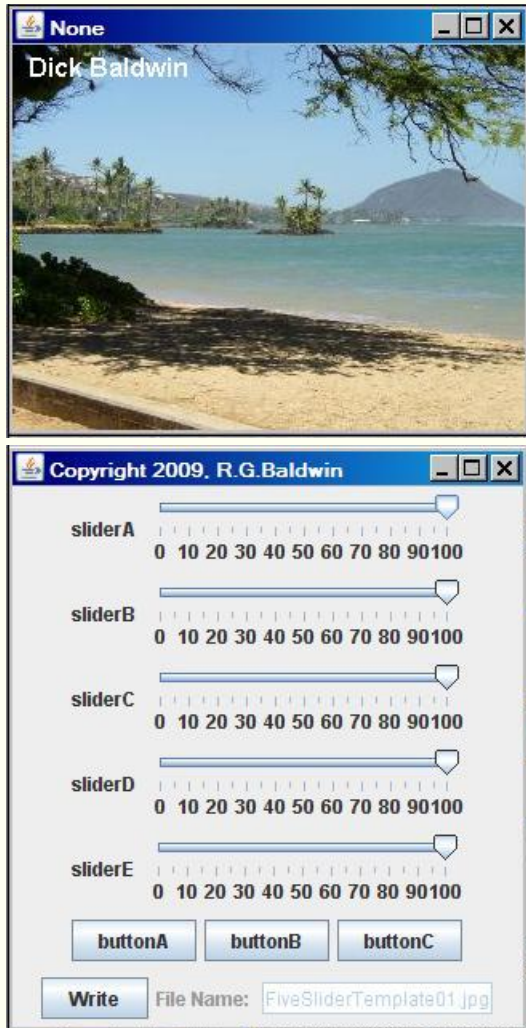 None
Dick Baldwin
Copyright 2009, R.G.Baldwin
sliderA
0 10 20 30 40 50 60 70 80 90100
sliderB
0 10 20 30 40 50 60 70 80 90100
sliderC
0 10 20 30 40 50 60 70 80 90100
sliderD
0 10 20 30 40 50 60 70 80 90100
sliderE
0 10 20 30 40 50 60 70 80 90100
buttonA buttonB buttonC
Write File Name: FiveSliderTemplate01.jpg